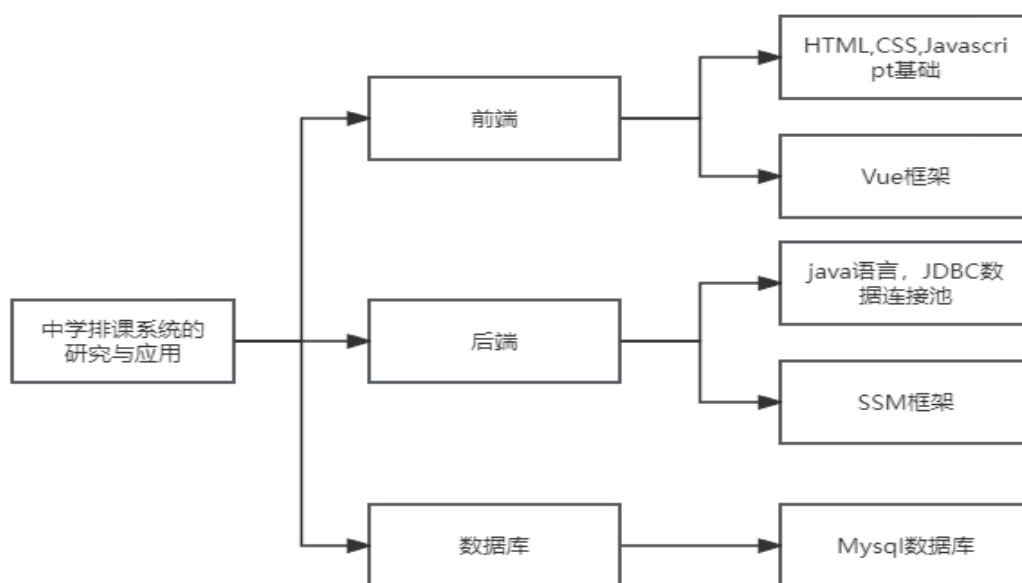 中学排课系统的
研究与应用
前端
HTML,CSS,Javascri
pt基础
Vue框架
后端
java语言，JDBC数
据连接池
SSM框架
数据库
Mysql数据库